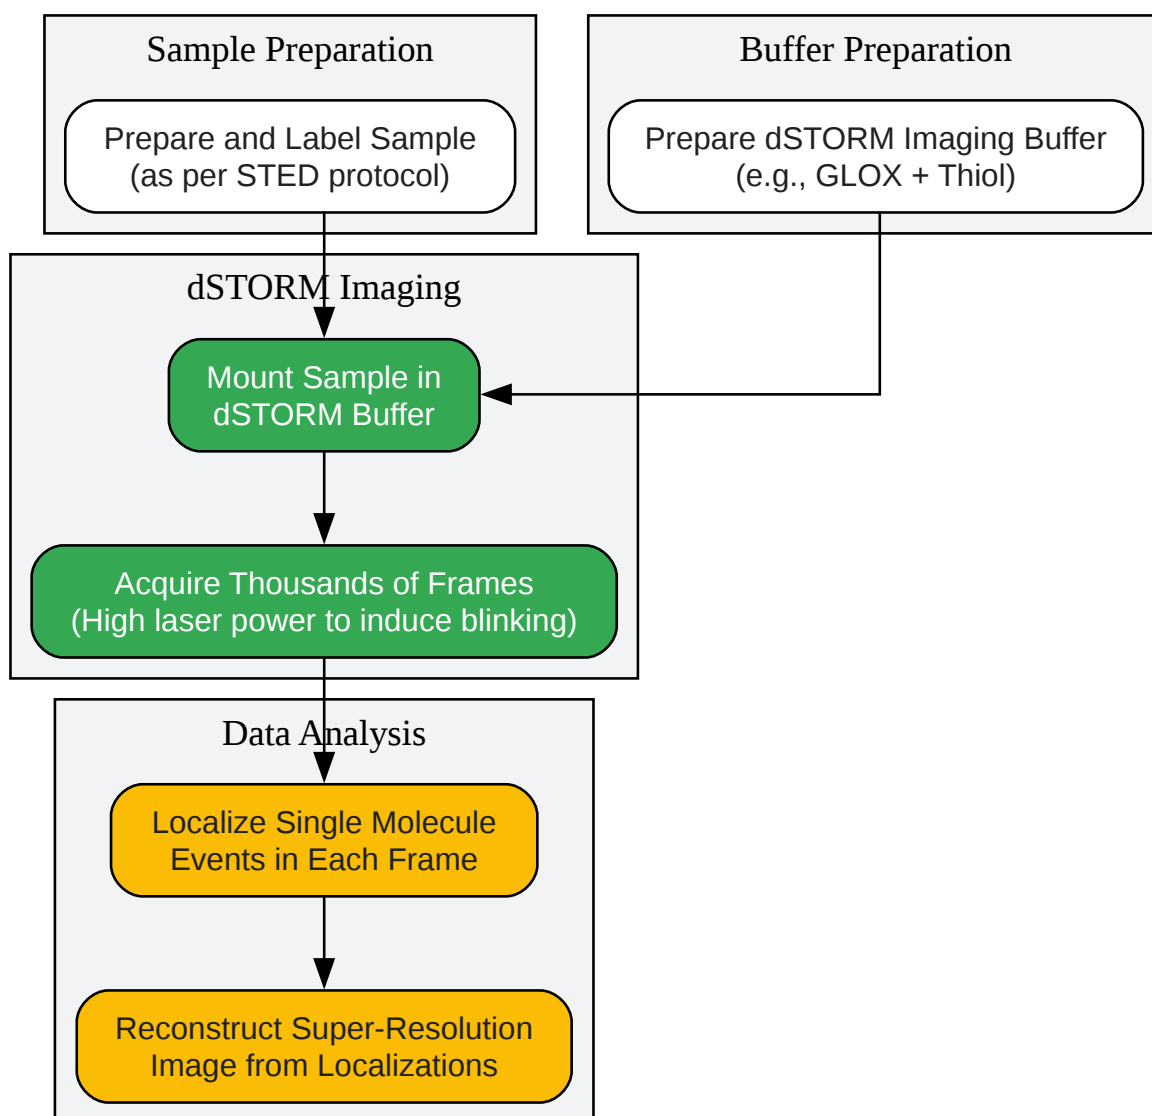 Sample Preparation
Prepare and Label Sample
(as per STED protocol)
Buffer Preparation
Prepare dSTORM Imaging Buffer
(e.g., GLOX + Thiol)
dSTORM Imaging
Mount Sample in
dSTORM Buffer
Acquire Thousands of Frames
(High laser power to induce blinking)
Data Analysis
Localize Single Molecule
Events in Each Frame
Reconstruct Super-Resolution
Image from Localizations